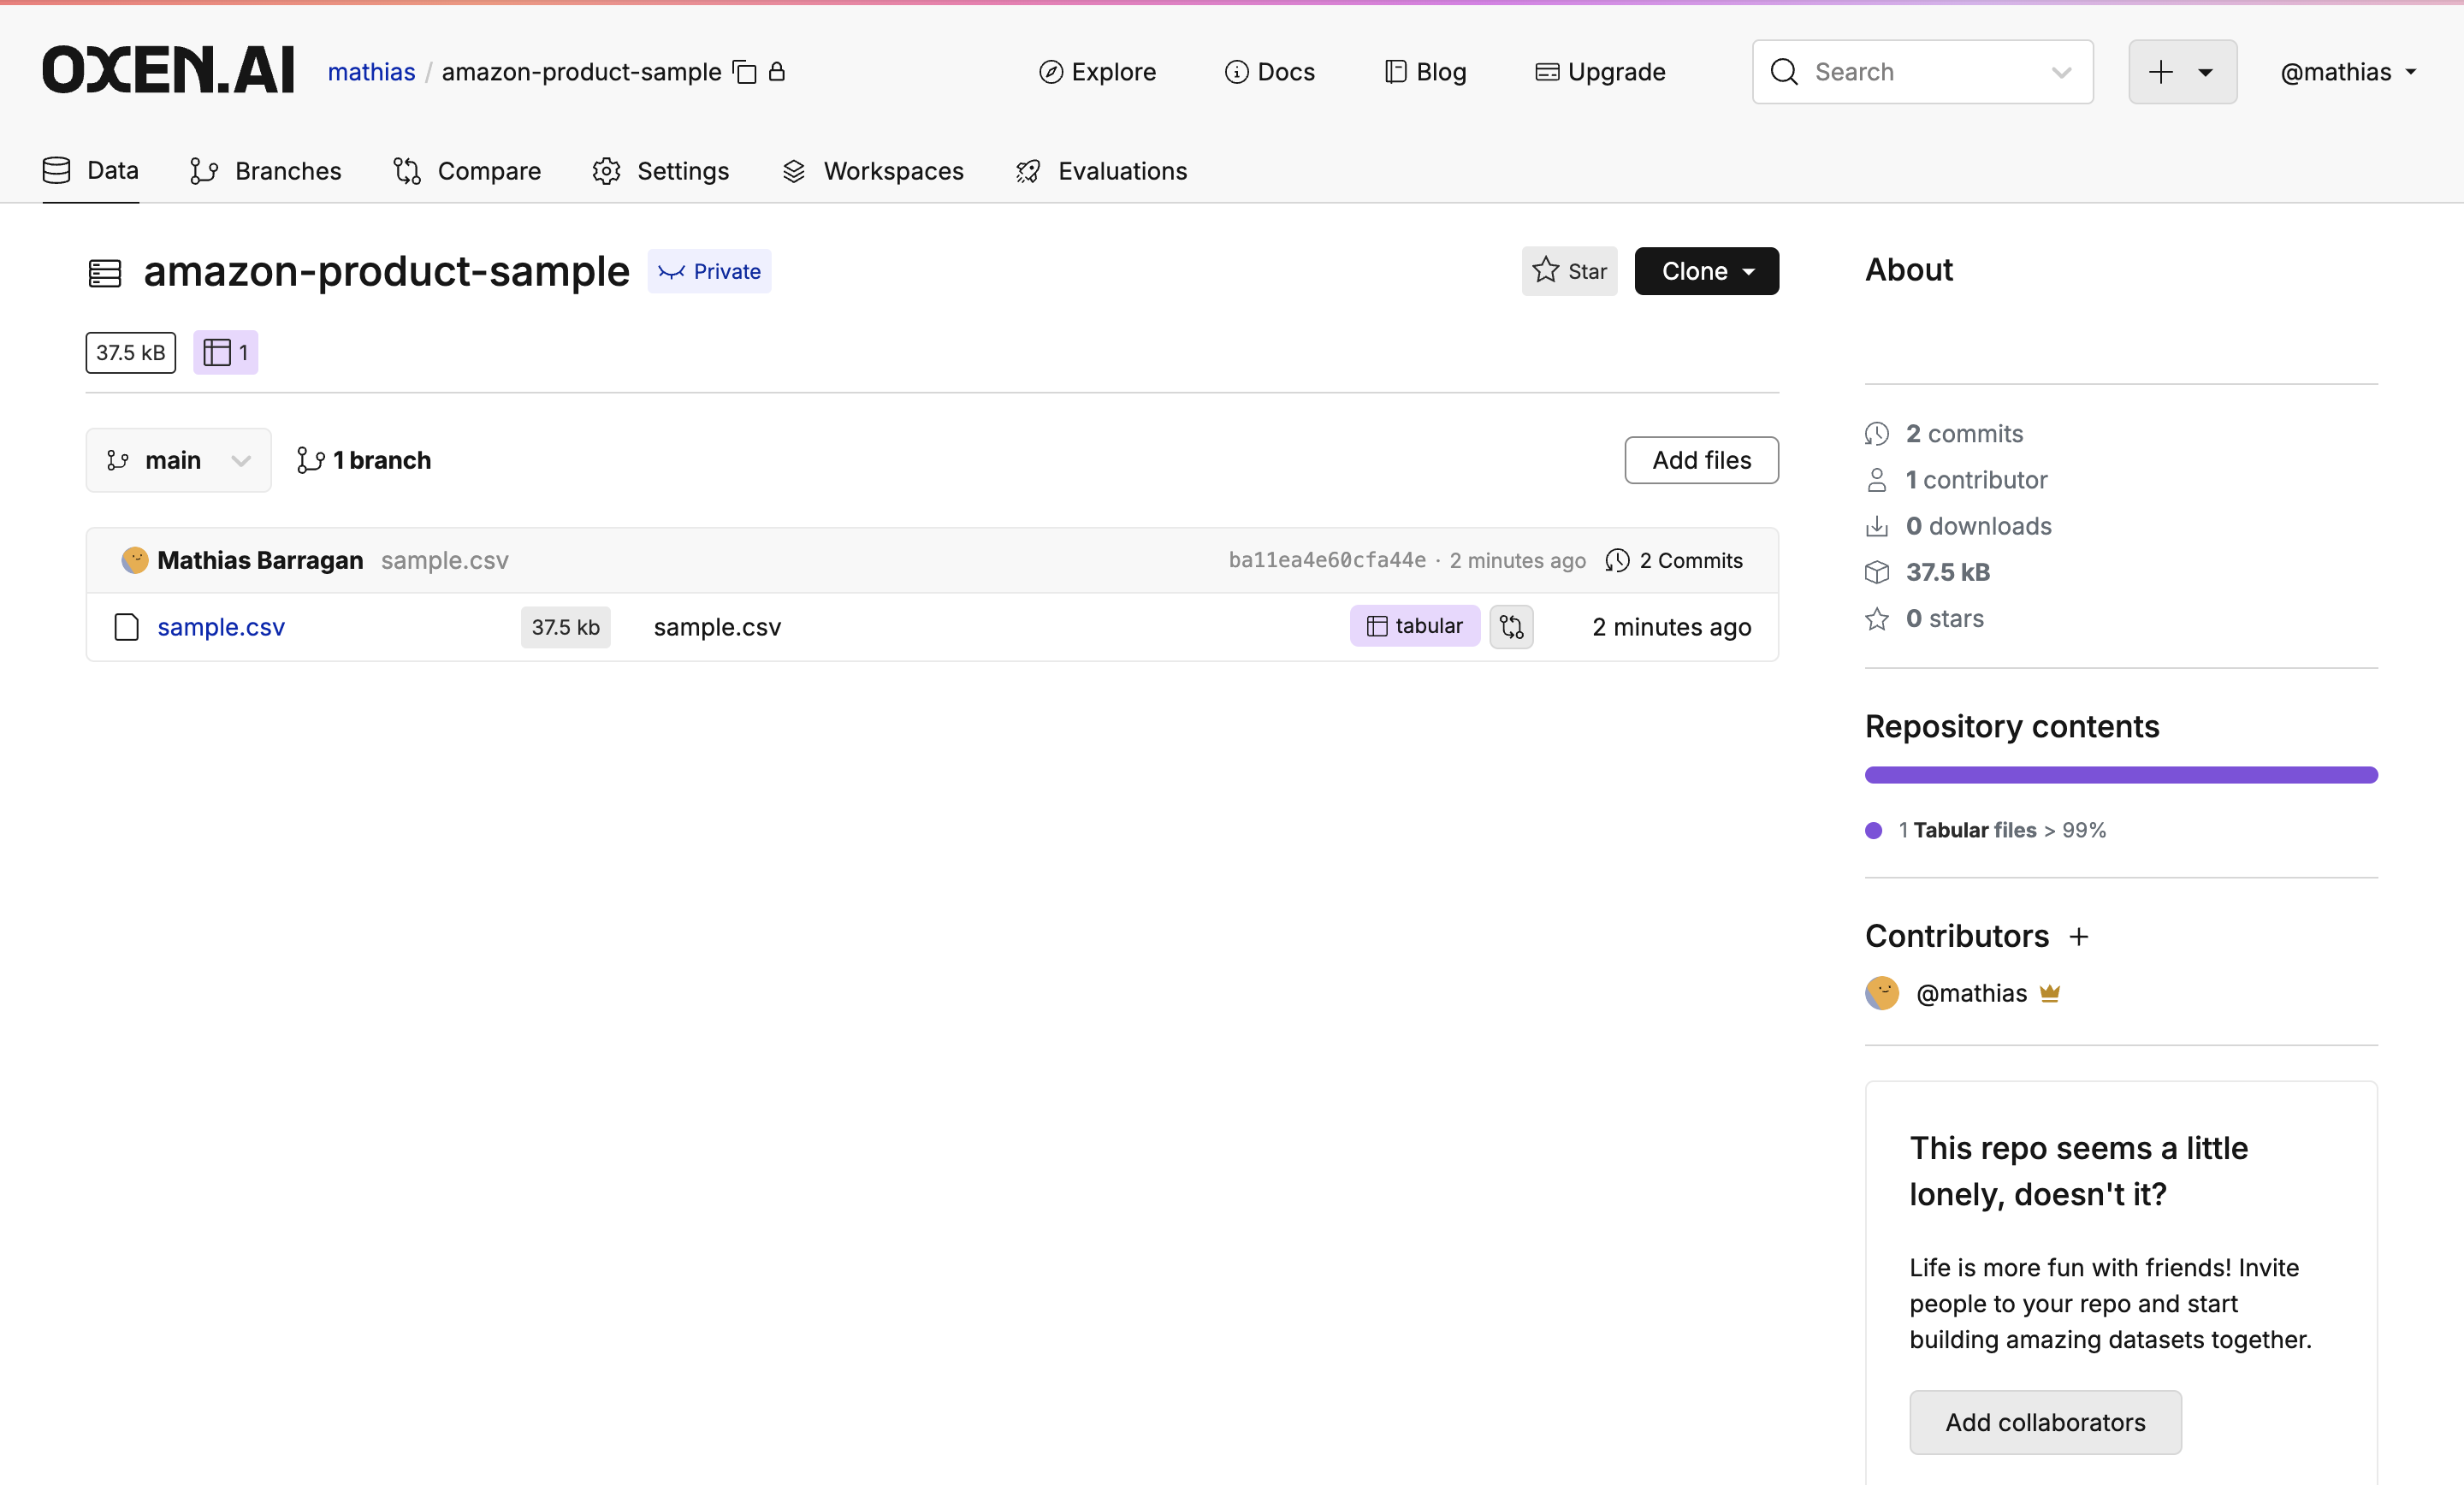 OXEN.AI mathias / amazon-product-sample Explore Docs Blog Upgrade Search @mathias
Data Branches Compare Settings Workspaces Evaluations
amazon-product-sample Private Star Clone
37.5 kB 1
main 1 branch Add files
Mathias Barragan sample.csv ba11ea4e60cfa44e · 2 minutes ago 2 Commits
sample.csv 37.5 kb sample.csv tabular 2 minutes ago
About
2 commits
1 contributor
0 downloads
37.5 kB
0 stars
Repository contents
1 Tabular files > 99%
Contributors +
@mathias
This repo seems a little
lonely, doesn't it?
Life is more fun with friends! Invite
people to your repo and start
building amazing datasets together.
Add collaborators